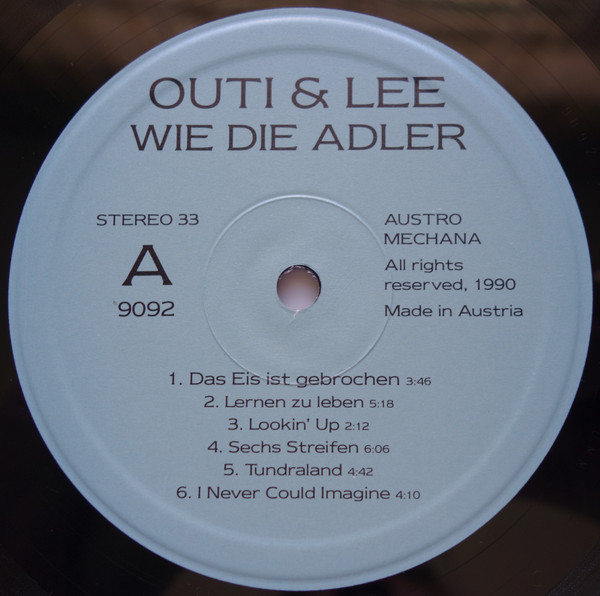 OUTI & LEE
WIE DIE ADLER
STEREO 33
A
9092
AUSTRO
MECHANA
All rights
reserved, 1990
Made in Austria
1. Das Eis ist gebrochen 3:46
2. Lernen zu leben 5:18
3. Lookin' Up 2:12
4. Sechs Streifen 6:06
5. Tundraland 4:42
6. I Never Could Imagine 4:10